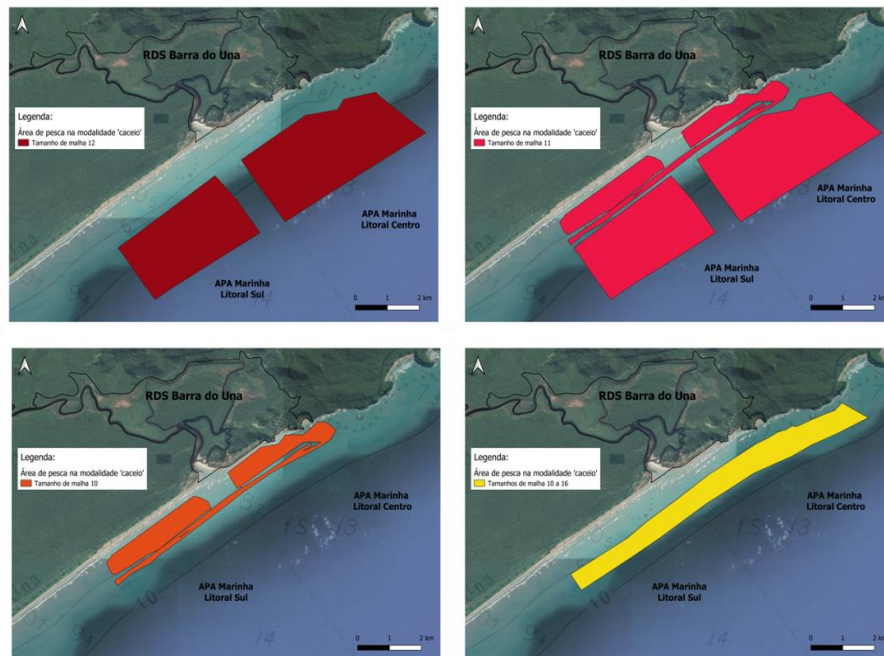 RDS Barra do Una
Legenda:
Área de pesca na modalidade 'caceio'
Tamanho de malha 12
13
APA Marinha
Litoral Centro
APA Marinha
Litoral Sul
14
0 1 2 km
RDS Barra do Una
Legenda:
Área de pesca na modalidade 'caceio'
Tamanho de malha 11
APA Marinha
Litoral Centro
APA Marinha
Litoral Sul
14
0 1 2 km
RDS Barra do Una
Legenda:
Área de pesca na modalidade 'caceio'
Tamanho de malha 10
APA Marinha
Litoral Centro
fS 13
APA Marinha
Litoral Sul
10
14
0 1 2 km
RDS Barra do Una
Legenda:
Área de pesca na modalidade 'caceio'
Tamanhos de malha 10 a 16
APA Marinha
Litoral Centro
fS 13
APA Marinha
Litoral Sul
10
14
0 1 2 km